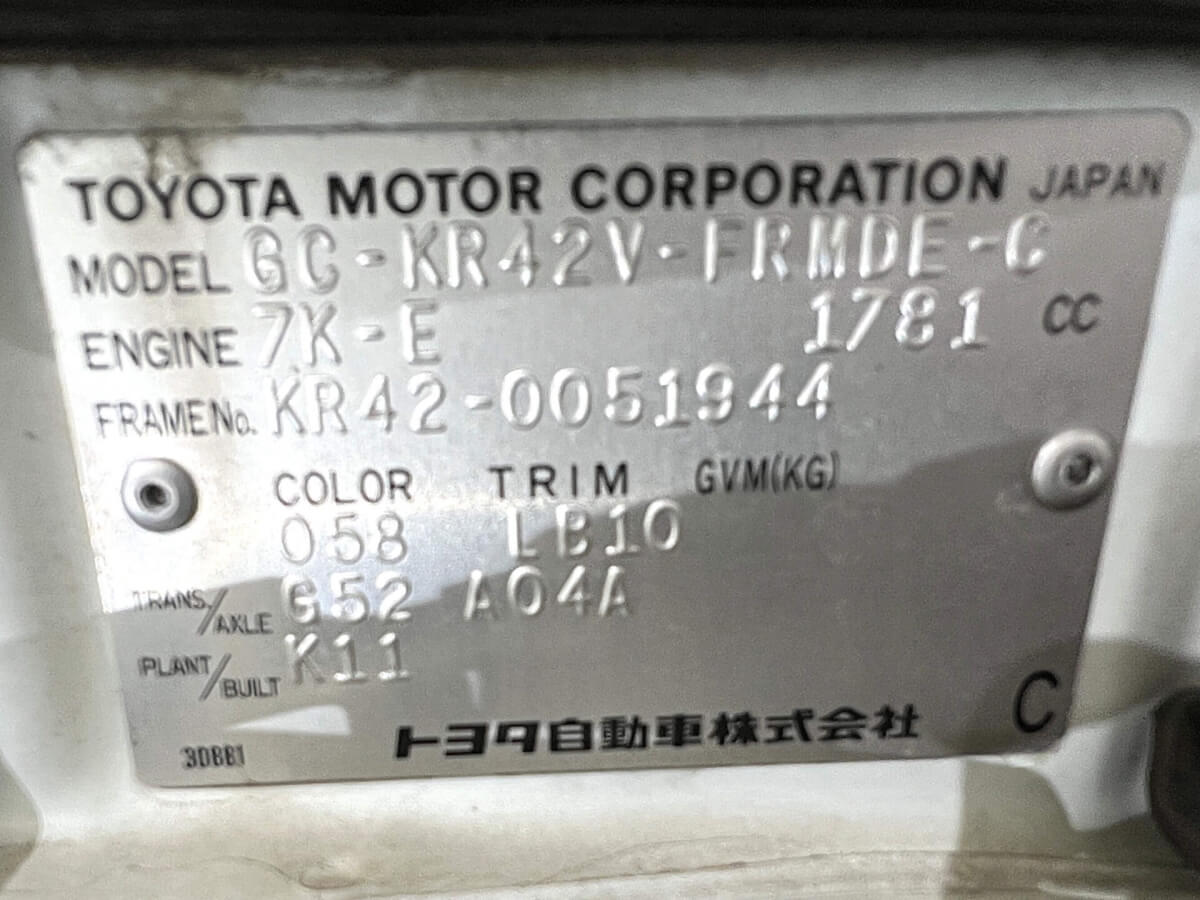 TOYOTA MOTOR CORPORATION JAPAN
MODEL GC-KR42V-FRMDE-C
ENGINE 7K-E 1781 CC
FRAME No. KR42-0051944
COLOR TRIM GVM(KG)
058 LB10
TRANS./AXLE G52 A04A
PLANT/BUILT K11
トヨタ自動車株式会社 C
3DBB1